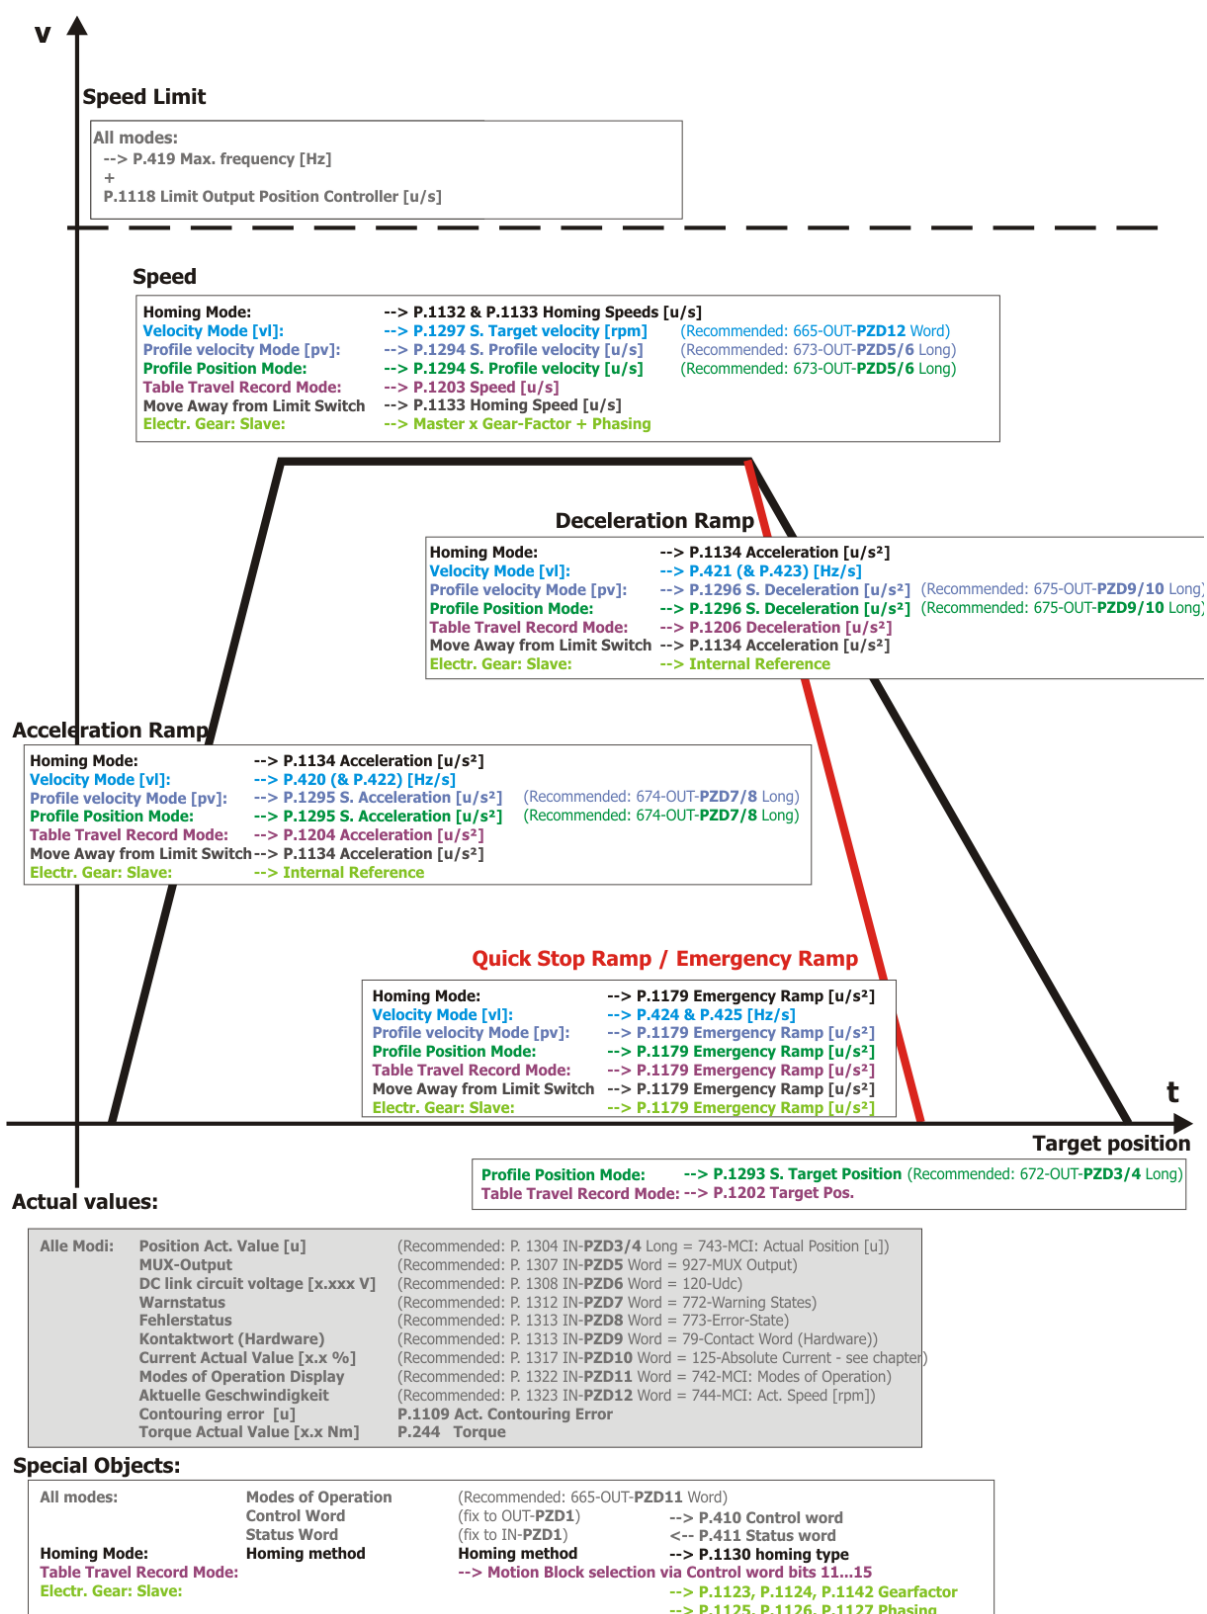 v
Speed Limit
All modes:
--> P.419 Max. frequency [Hz]
+
P.1118 Limit Output Position Controller [u/s]
Speed
Homing Mode: --> P.1132 & P.1133 Homing Speeds [u/s]
Velocity Mode [vl]: --> P.1297 S. Target velocity [rpm] (Recommended: 665-OUT-PZD12 Word)
Profile velocity Mode [pv]: --> P.1294 S. Profile velocity [u/s] (Recommended: 673-OUT-PZD5/6 Long)
Profile Position Mode: --> P.1294 S. Profile velocity [u/s] (Recommended: 673-OUT-PZD5/6 Long)
Table Travel Record Mode: --> P.1203 Speed [u/s]
Move Away from Limit Switch --> P.1133 Homing Speed [u/s]
Electr. Gear: Slave: --> Master x Gear-Factor + Phasing
Deceleration Ramp
Homing Mode: --> P.1134 Acceleration [u/s²]
Velocity Mode [vl]: --> P.421 (& P.423) [Hz/s]
Profile velocity Mode [pv]: --> P.1296 S. Deceleration [u/s²] (Recommended: 675-OUT-PZD9/10 Long)
Profile Position Mode: --> P.1296 S. Deceleration [u/s²] (Recommended: 675-OUT-PZD9/10 Long)
Table Travel Record Mode: --> P.1206 Deceleration [u/s²]
Move Away from Limit Switch --> P.1134 Acceleration [u/s²]
Electr. Gear: Slave: --> Internal Reference
Acceleration Ramp
Homing Mode: --> P.1134 Acceleration [u/s²]
Velocity Mode [vl]: --> P.420 (& P.422) [Hz/s]
Profile velocity Mode [pv]: --> P.1295 S. Acceleration [u/s²] (Recommended: 674-OUT-PZD7/8 Long)
Profile Position Mode: --> P.1295 S. Acceleration [u/s²] (Recommended: 674-OUT-PZD7/8 Long)
Table Travel Record Mode: --> P.1204 Acceleration [u/s²]
Move Away from Limit Switch --> P.1134 Acceleration [u/s²]
Electr. Gear: Slave: --> Internal Reference
Quick Stop Ramp / Emergency Ramp
Homing Mode: --> P.1179 Emergency Ramp [u/s²]
Velocity Mode [vl]: --> P.424 & P.425 [Hz/s]
Profile velocity Mode [pv]: --> P.1179 Emergency Ramp [u/s²]
Profile Position Mode: --> P.1179 Emergency Ramp [u/s²]
Table Travel Record Mode: --> P.1179 Emergency Ramp [u/s²]
Move Away from Limit Switch --> P.1179 Emergency Ramp [u/s²]
Electr. Gear: Slave: --> P.1179 Emergency Ramp [u/s²]
t
Target position
Profile Position Mode: --> P.1293 S. Target Position (Recommended: 672-OUT-PZD3/4 Long)
Table Travel Record Mode: --> P.1202 Target Pos.
Actual values:
Alle Modi: Position Act. Value [u] (Recommended: P. 1304 IN-PZD3/4 Long = 743-MCI: Actual Position [u])
MUX-Output (Recommended: P. 1307 IN-PZD5 Word = 927-MUX Output)
DC link circuit voltage [x.xxx V] (Recommended: P. 1308 IN-PZD6 Word = 120-Udc)
Warnstatus (Recommended: P. 1312 IN-PZD7 Word = 772-Warning States)
Fehlerstatus (Recommended: P. 1313 IN-PZD8 Word = 773-Error-State)
Kontaktwort (Hardware) (Recommended: P. 1313 IN-PZD9 Word = 79-Contact Word (Hardware))
Current Actual Value [x.x %] (Recommended: P. 1317 IN-PZD10 Word = 125-Absolute Current - see chapter)
Modes of Operation Display (Recommended: P. 1322 IN-PZD11 Word = 742-MCI: Modes of Operation)
Aktuelle Geschwindigkeit (Recommended: P. 1323 IN-PZD12 Word = 744-MCI: Act. Speed [rpm])
Contouring error [u] P.1109 Act. Contouring Error
Torque Actual Value [x.x Nm] P.244 Torque
Special Objects:
All modes: Modes of Operation (Recommended: 665-OUT-PZD11 Word)
Control Word (fix to OUT-PZD1) --> P.410 Control word
Status Word (fix to IN-PZD1) <-- P.411 Status word
Homing Mode: Homing method Homing method --> P.1130 homing type
Table Travel Record Mode: --> Motion Block selection via Control word bits 11...15
Electr. Gear: Slave: --> P.1123, P.1124, P.1142 Gearfactor
--> P.1125, P.1126, P.1127 Phasing